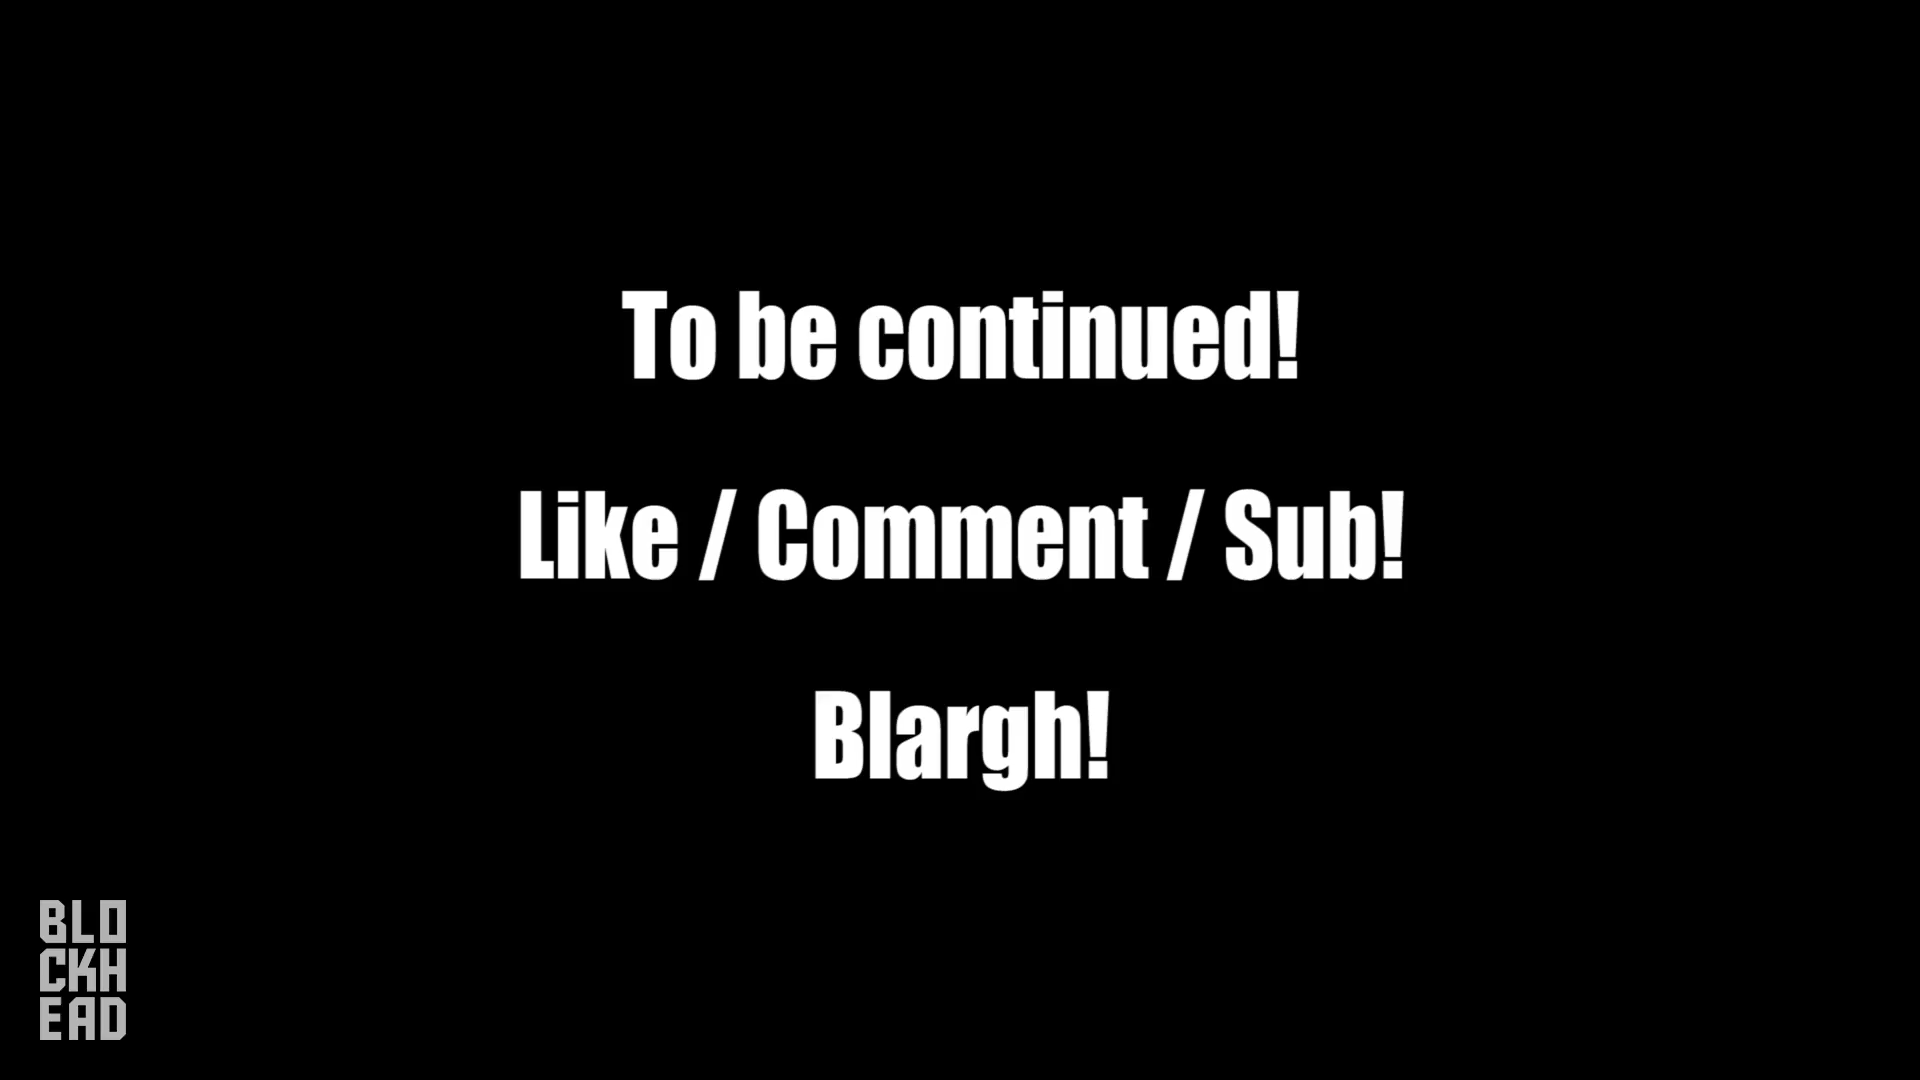 To be continued!
Like / Comment / Sub!
Blargh!
BLO
CKH
EAD